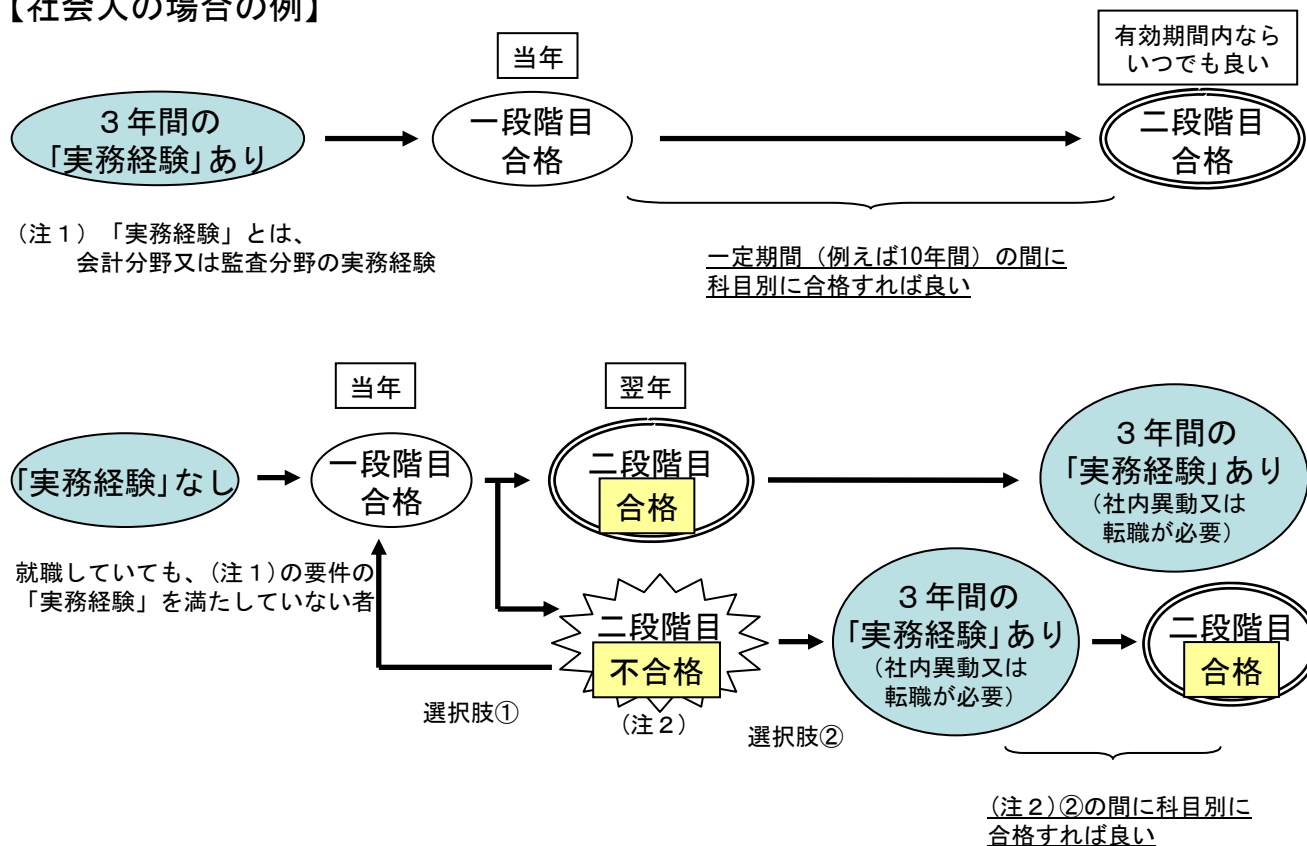 【社会人の場合の例】
当年
有効期間内なら
いつでも良い
３年間の
「実務経験」あり
一段階目
合格
二段階目
合格
（注１）「実務経験」とは、
会計分野又は監査分野の実務経験
一定期間（例えば10年間）の間に
科目別に合格すれば良い
当年
翌年
「実務経験」なし
一段階目
合格
二段階目
合格
３年間の
「実務経験」あり
（社内異動又は
転職が必要）
就職していても、（注１）の要件の
「実務経験」を満たしていない者
二段階目
不合格
（注２）
３年間の
「実務経験」あり
（社内異動又は
転職が必要）
二段階目
合格
選択肢①
選択肢②
（注２）②の間に科目別に
合格すれば良い